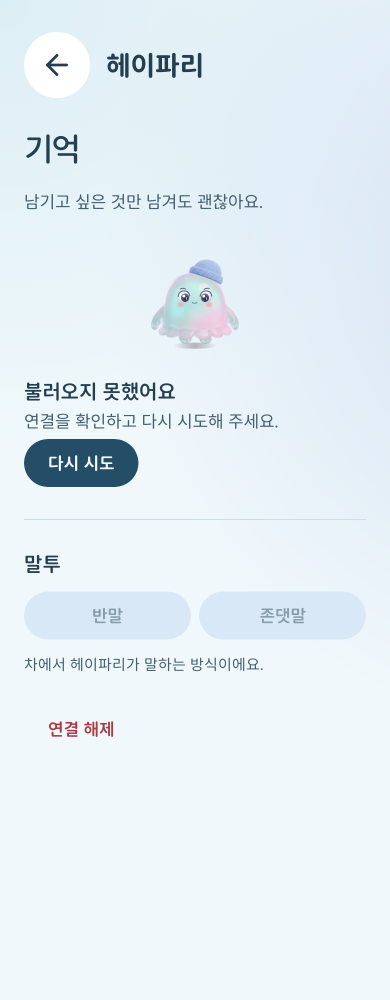 헤이파리
기억
남기고 싶은 것만 남겨도 괜찮아요.
불러오지 못했어요
연결을 확인하고 다시 시도해 주세요.
다시 시도
말투
반말
존댓말
차에서 헤이파리가 말하는 방식이에요.
연결 해제